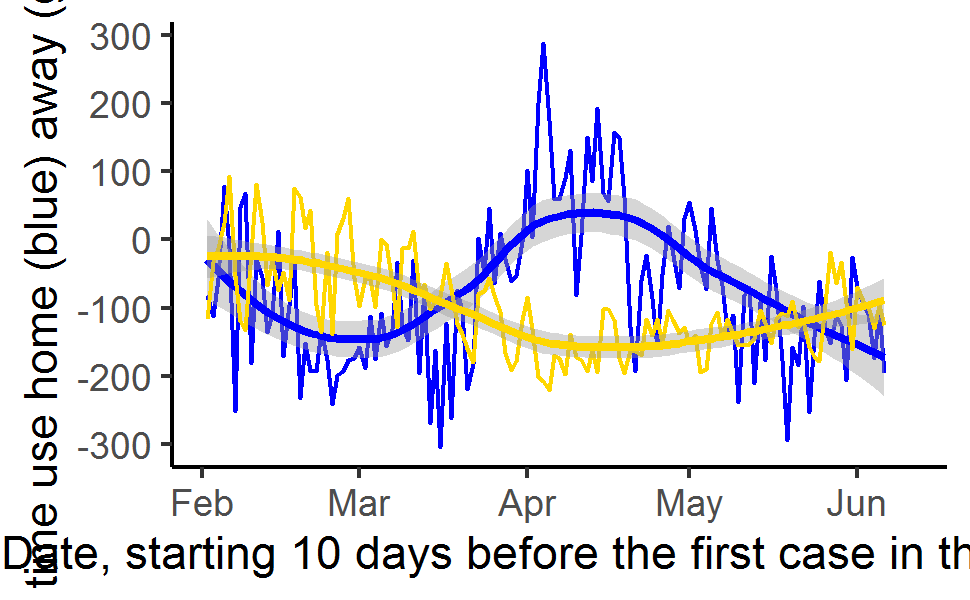 time use home (blue) away (
300
200
100
0
-100
-200
-300
Feb Mar Apr May Jun
Date, starting 10 days before the first case in th